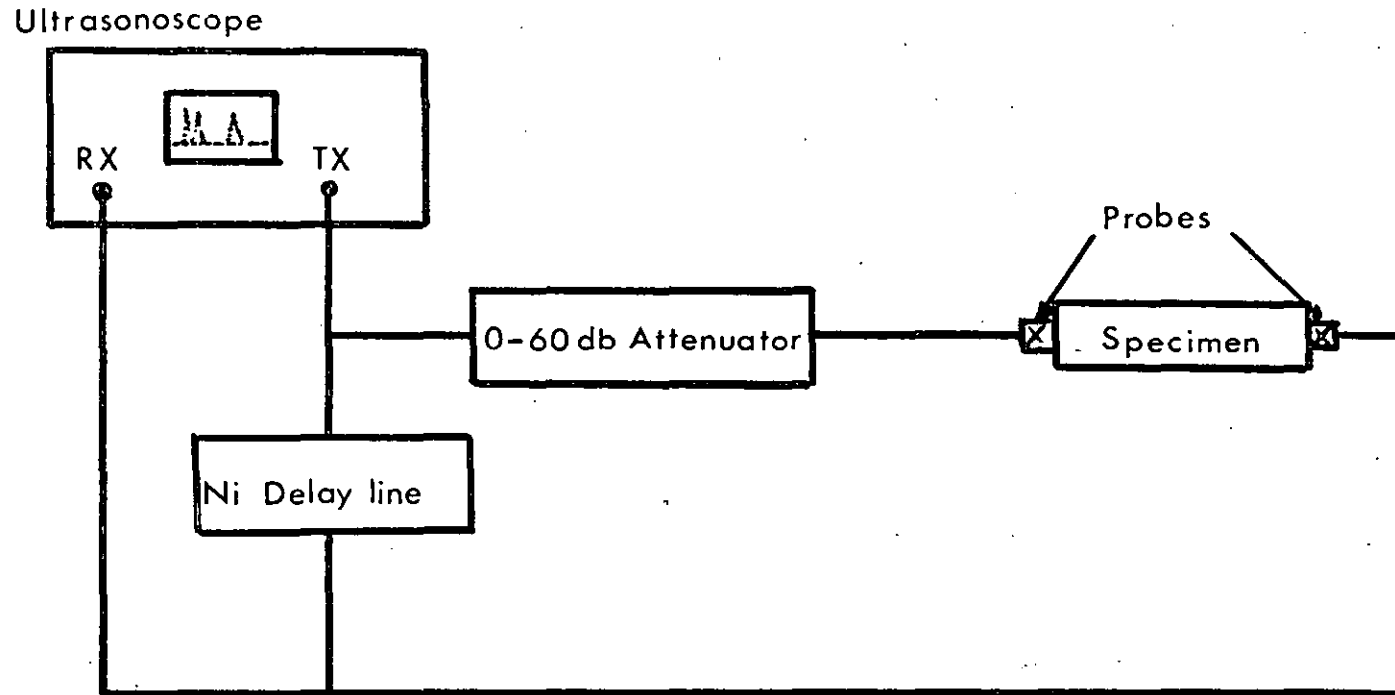 Ultrasonoscope
RX
TX
Probes
0-60 db Attenuator
X
Specimen
X
Ni Delay line